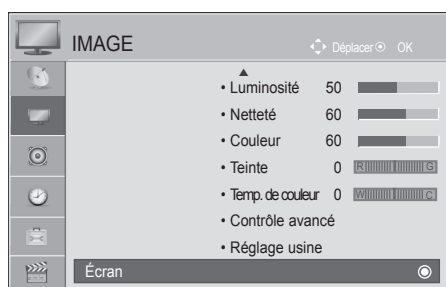 IMAGE
Déplacer OK
• Luminosité 50
• Netteté 60
• Couleur 60
• Teinte 0 R G
• Temp. de couleur 0 W C
• Contrôle avancé
• Réglage usine
Écran